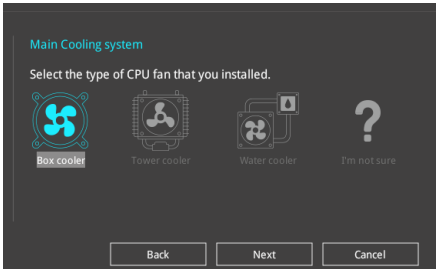 Main Cooling system
Select the type of CPU fan that you installed.
Box cooler Tower cooler Water cooler I'm not sure
Back Next Cancel